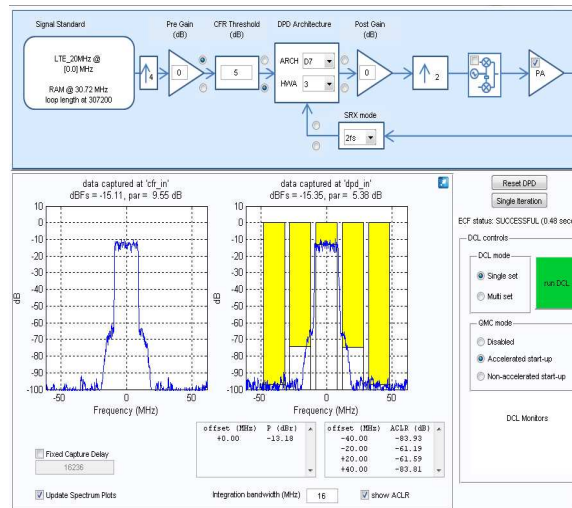 Signal Standard
Pre Gain (dB)
CFR Threshold (dB)
DPD Architecture
Post Gain (dB)
LTE_20MHz @
[0.0] MHz
RAM @ 30.72 MHz
loop length at 307200
4
0
5
ARCH D7
HWA 3
0
2
PA
SRX mode
2fs
data captured at 'cfr_in'
dBFs = -15.11, par = 9.55 dB
data captured at 'dpd_in'
dBFs = -15.35, par = 5.38 dB
10
0
-10
-20
-30
-40
-50
-60
-70
-80
-90
-100
dB
-50 0 50
Frequency (MHz)
10
0
-10
-20
-30
-40
-50
-60
-70
-80
-90
-100
dB
-50 0 50
Frequency (MHz)
Reset DPD
Single Iteration
ECF status: SUCCESSFUL (0.48 seco
DCL controls
DCL mode
Single set
Multi set
run DCL
GMC mode
Disabled
Accelerated start-up
Non-accelerated start-up
DCL Monitors
Fixed Capture Delay
16236
offset (MHz) P (dBr)
+0.00 -13.18
offset (MHz) ACLR (dB)
-40.00 -83.93
-20.00 -61.19
+20.00 -61.59
+40.00 -83.81
Update Spectrum Plots
Integration bandwidth (MHz) 16
show ACLR